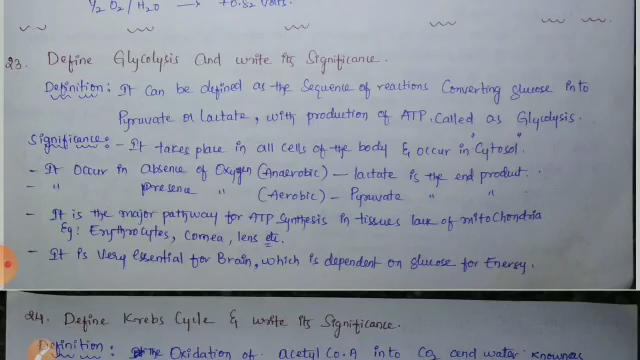 ½ O₂ / H₂O → +0.82 Volts.
23. Define Glycolysis and write its Significance.
Definition: It can be defined as the Sequence of reactions Converting glucose into
Pyruvate or Lactate, with production of ATP. Called as Glycolysis.
Significance: - It takes place in all cells of the body & occur in "Cytosol".
- It Occur in absence of Oxygen (Anaerobic) - lactate is the end product.
- " Presence " (Aerobic) - Pyruvate " "
- It is the major pathway for ATP Synthesis in tissues lack of mitochondria
Eg: Erythrocytes, Cornea, lens etc.
- It is Very Essential for Brain, which is dependent on glucose for Energy.
24. Define Krebs Cycle & write its Significance.
Definition: The Oxidation of acetyl Co.A into CO₂ and water knownas